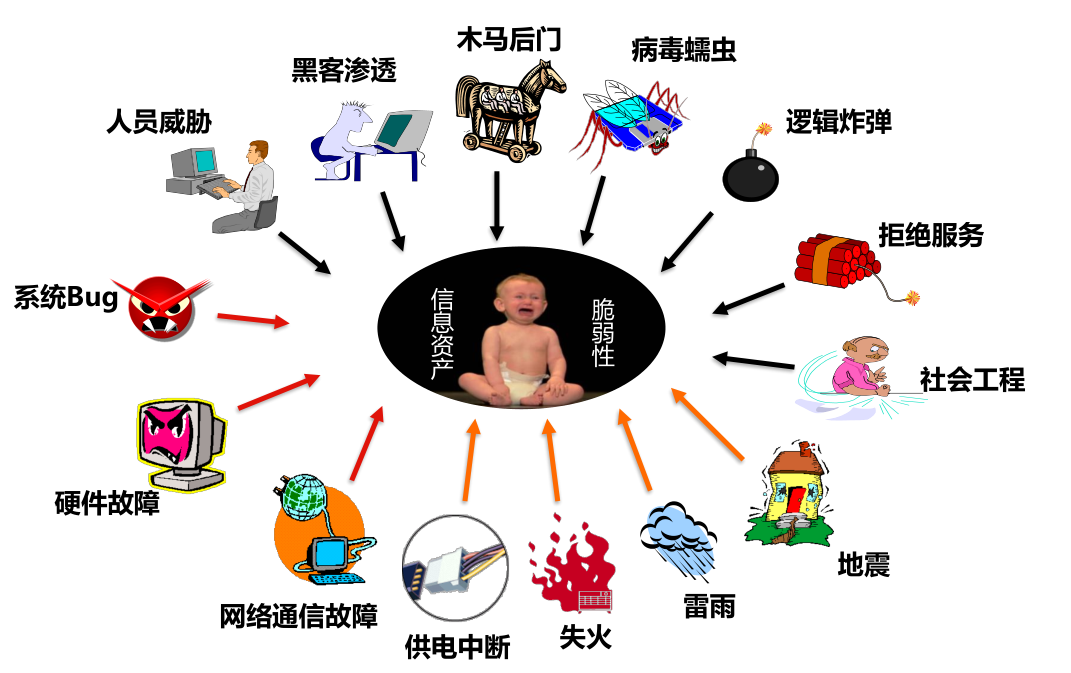 木马后门
病毒蠕虫
黑客渗透
人员威胁
逻辑炸弹
拒绝服务
系统Bug
信息资产
脆弱性
社会工程
硬件故障
地震
网络通信故障
雷雨
失火
供电中断